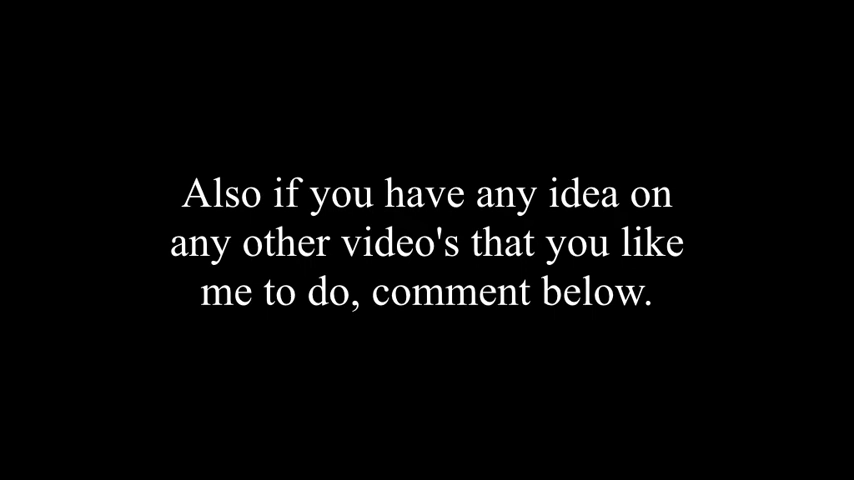 Also if you have any idea on
any other video's that you like
me to do, comment below.